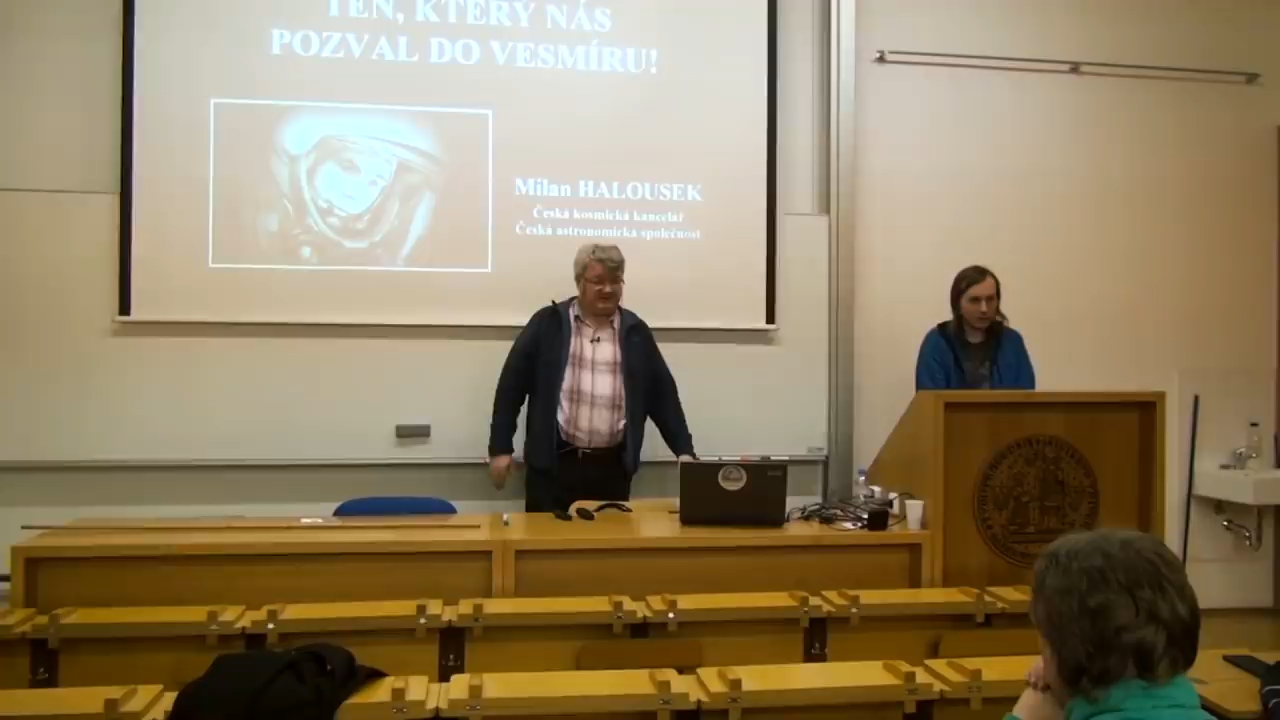 TEN, KTERÝ NÁS
POZVAL DO VESMÍRU!
Milan HALOUSEK
Česká kosmická kancelář
Česká astronomická společnost